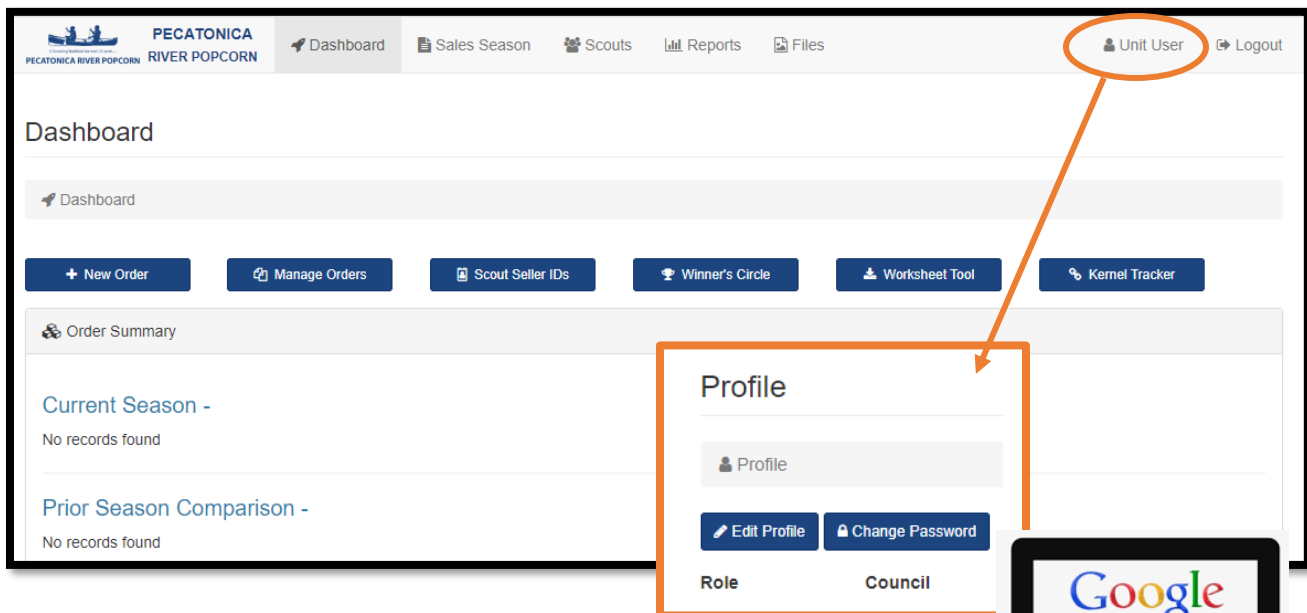 PECATONICA
RIVER POPCORN
PECATONICA RIVER POPCORN
Dashboard
Sales Season
Scouts
Reports
Files
Unit User
Logout
Dashboard
Dashboard
New Order
Manage Orders
Scout Seller IDs
Winner's Circle
Worksheet Tool
Kernel Tracker
Order Summary
Current Season -
No records found
Prior Season Comparison -
No records found
Profile
Profile
Edit Profile
Change Password
Role Council
Google